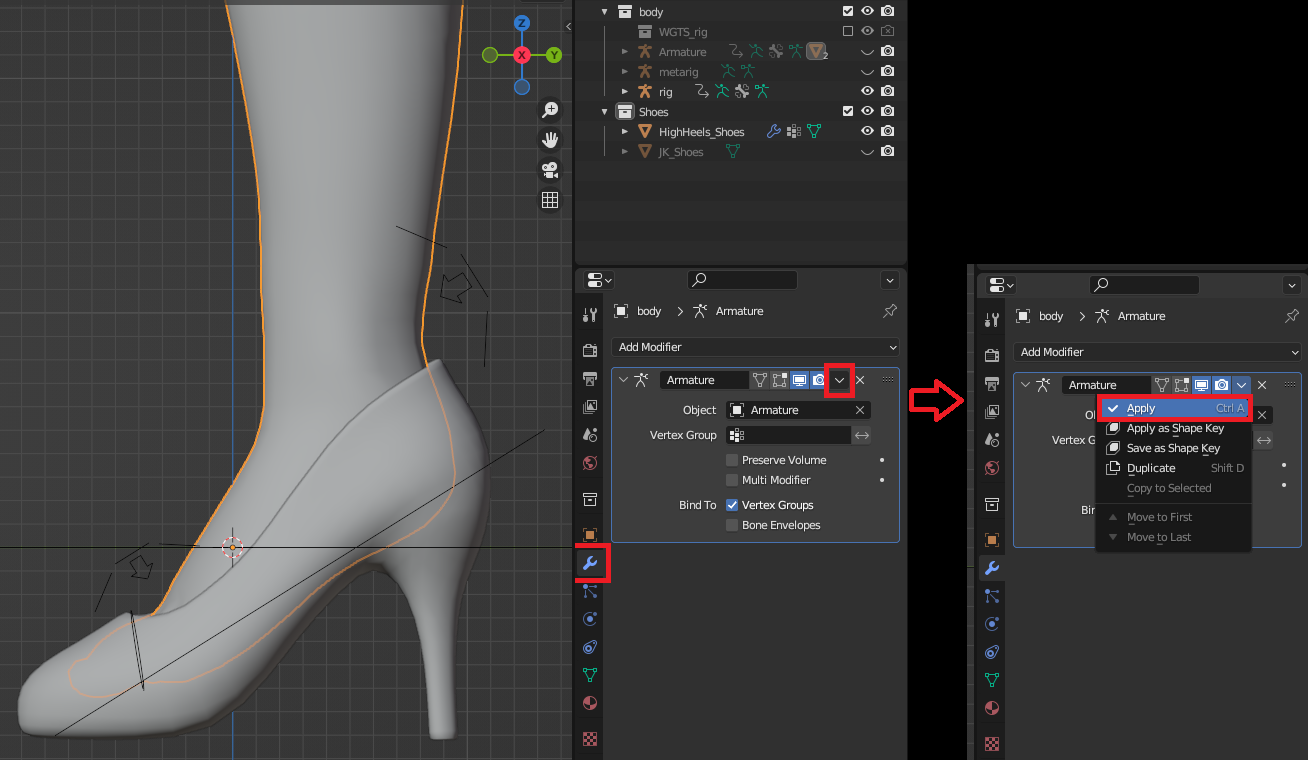 Z
X
Y
body
WGTS_rig
Armature
2
metarig
rig
Shoes
HighHeels_Shoes
JK_Shoes
body > Armature
Add Modifier
Armature
Object Armature
Vertex Group
Preserve Volume
Multi Modifier
Bind To Vertex Groups
Bone Envelopes
body > Armature
Add Modifier
Armature
Apply Ctrl A
Apply as Shape Key
Vertex G
Save as Shape Key
Duplicate Shift D
Copy to Selected
Bin
Move to First
Move to Last